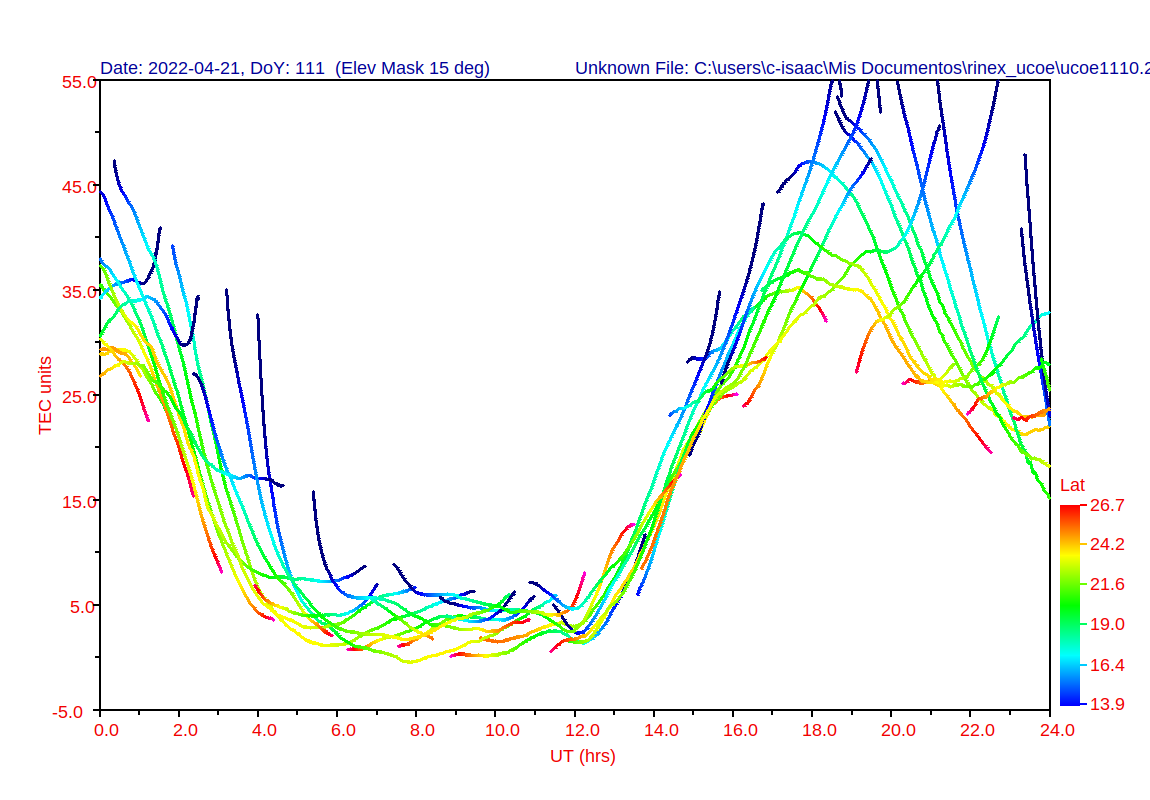 Date: 2022-04-21, DoY: 111  (Elev Mask 15 deg)
Unknown File: C:\users\c-isaac\Mis Documentos\rinex_ucoe\ucoe1110.2
55.0
45.0
35.0
25.0
15.0
5.0
-5.0
TEC units
0.0 2.0 4.0 6.0 8.0 10.0 12.0 14.0 16.0 18.0 20.0 22.0 24.0
UT (hrs)
Lat
26.7
24.2
21.6
19.0
16.4
13.9